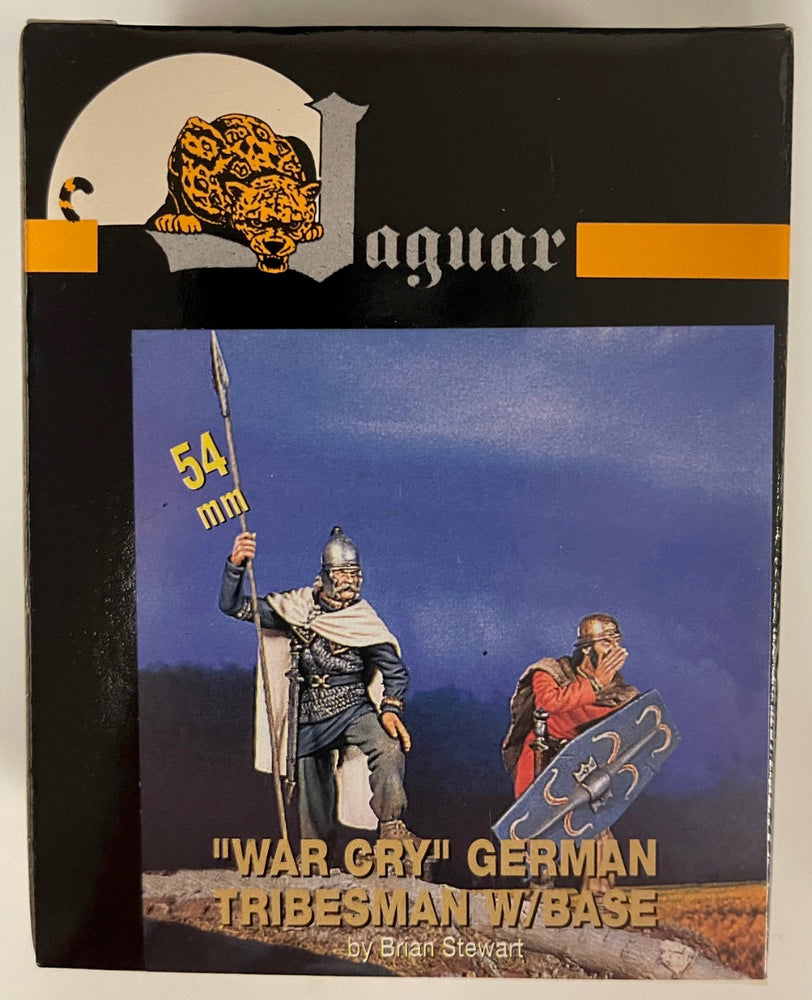 Jaguar
54
mm
"WAR CRY" GERMAN
TRIBESMAN W/BASE
by Brian Stewart